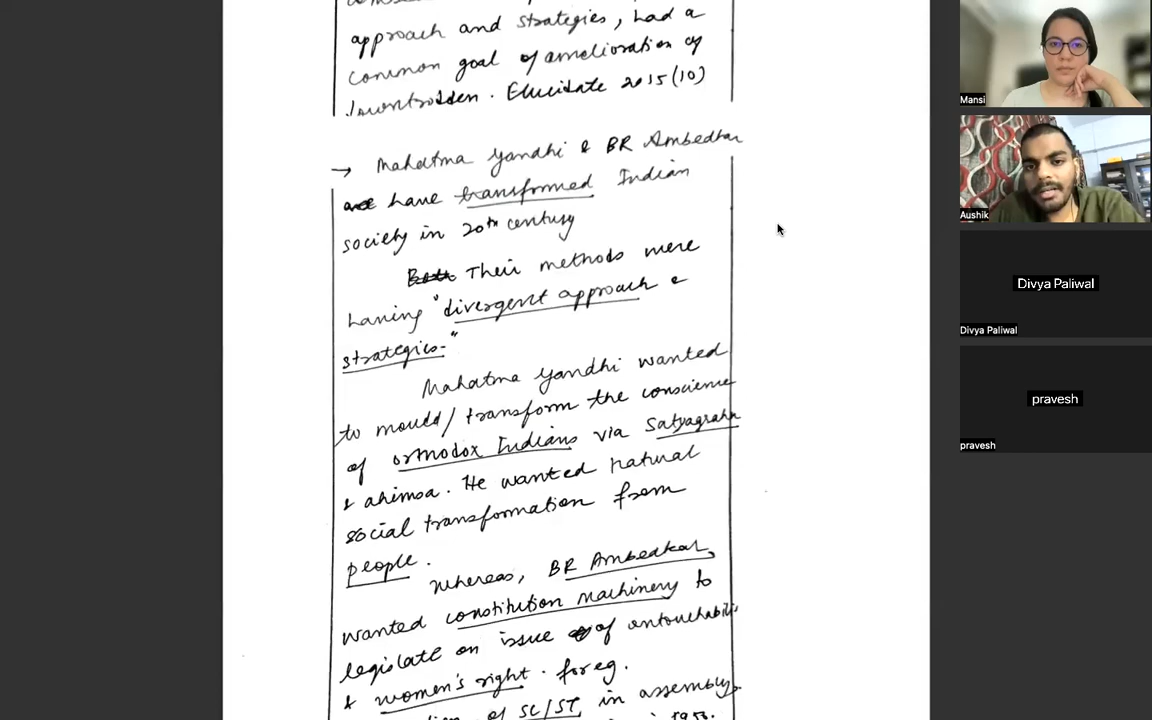 approach and strategies, had a
common goal of amelioration of
downtrodden. Elucidate 2015 (10)
→ Mahatma Gandhi & BR Ambedkar
have transformed Indian
society in 20th century
Both Their methods were
having "divergent approach &
strategies."
Mahatma Gandhi wanted
to mould/transform the conscience
of orthodox Indians via Satyagraha
& ahimsa. He wanted natural
social transformation from
people.
Whereas, BR Ambedkar,
wanted constitution machinery to
legislate on issue of untouchability
& women's right. for eg.
of SC/ST in assembly
Mansi
Aushik
Divya Paliwal
Divya Paliwal
pravesh
pravesh